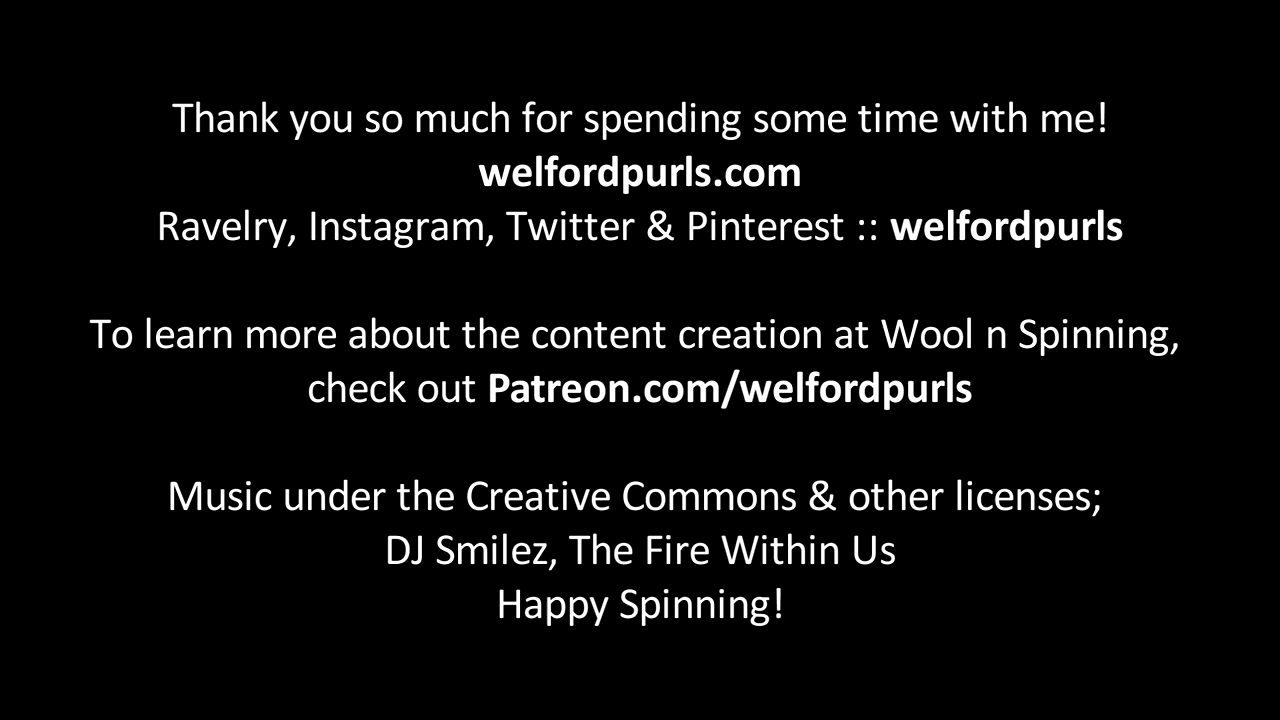 Thank you so much for spending some time with me!
welfordpurls.com
Ravelry, Instagram, Twitter & Pinterest :: welfordpurls
To learn more about the content creation at Wool n Spinning,
check out Patreon.com/welfordpurls
Music under the Creative Commons & other licenses;
DJ Smilez, The Fire Within Us
Happy Spinning!